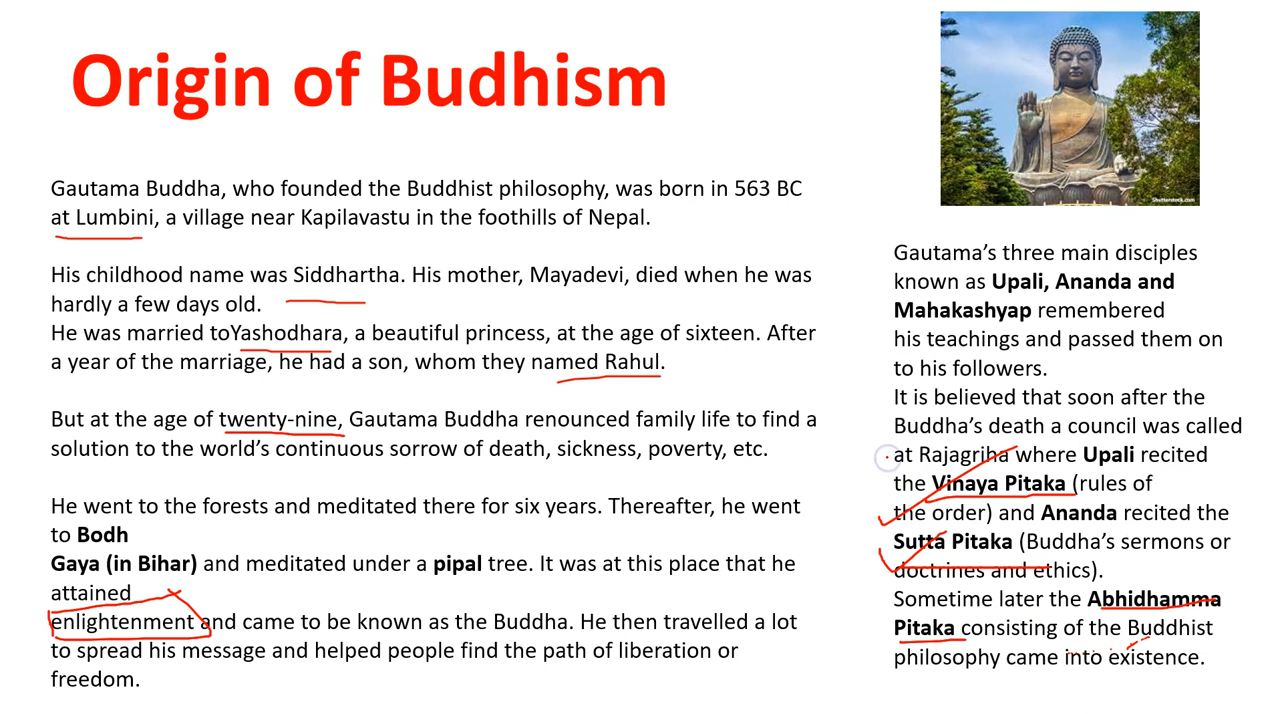 Origin of Budhism
Gautama Buddha, who founded the Buddhist philosophy, was born in 563 BC
at Lumbini, a village near Kapilavastu in the foothills of Nepal.
His childhood name was Siddhartha. His mother, Mayadevi, died when he was
hardly a few days old.
He was married toYashodhara, a beautiful princess, at the age of sixteen. After
a year of the marriage, he had a son, whom they named Rahul.
But at the age of twenty-nine, Gautama Buddha renounced family life to find a
solution to the world’s continuous sorrow of death, sickness, poverty, etc.
He went to the forests and meditated there for six years. Thereafter, he went
to Bodh
Gaya (in Bihar) and meditated under a pipal tree. It was at this place that he
attained
enlightenment and came to be known as the Buddha. He then travelled a lot
to spread his message and helped people find the path of liberation or
freedom.
Shutterstock.com
Gautama’s three main disciples
known as Upali, Ananda and
Mahakashyap remembered
his teachings and passed them on
to his followers.
It is believed that soon after the
Buddha’s death a council was called
at Rajagriha where Upali recited
the Vinaya Pitaka (rules of
the order) and Ananda recited the
Sutta Pitaka (Buddha’s sermons or
doctrines and ethics).
Sometime later the Abhidhamma
Pitaka consisting of the Buddhist
philosophy came into existence.